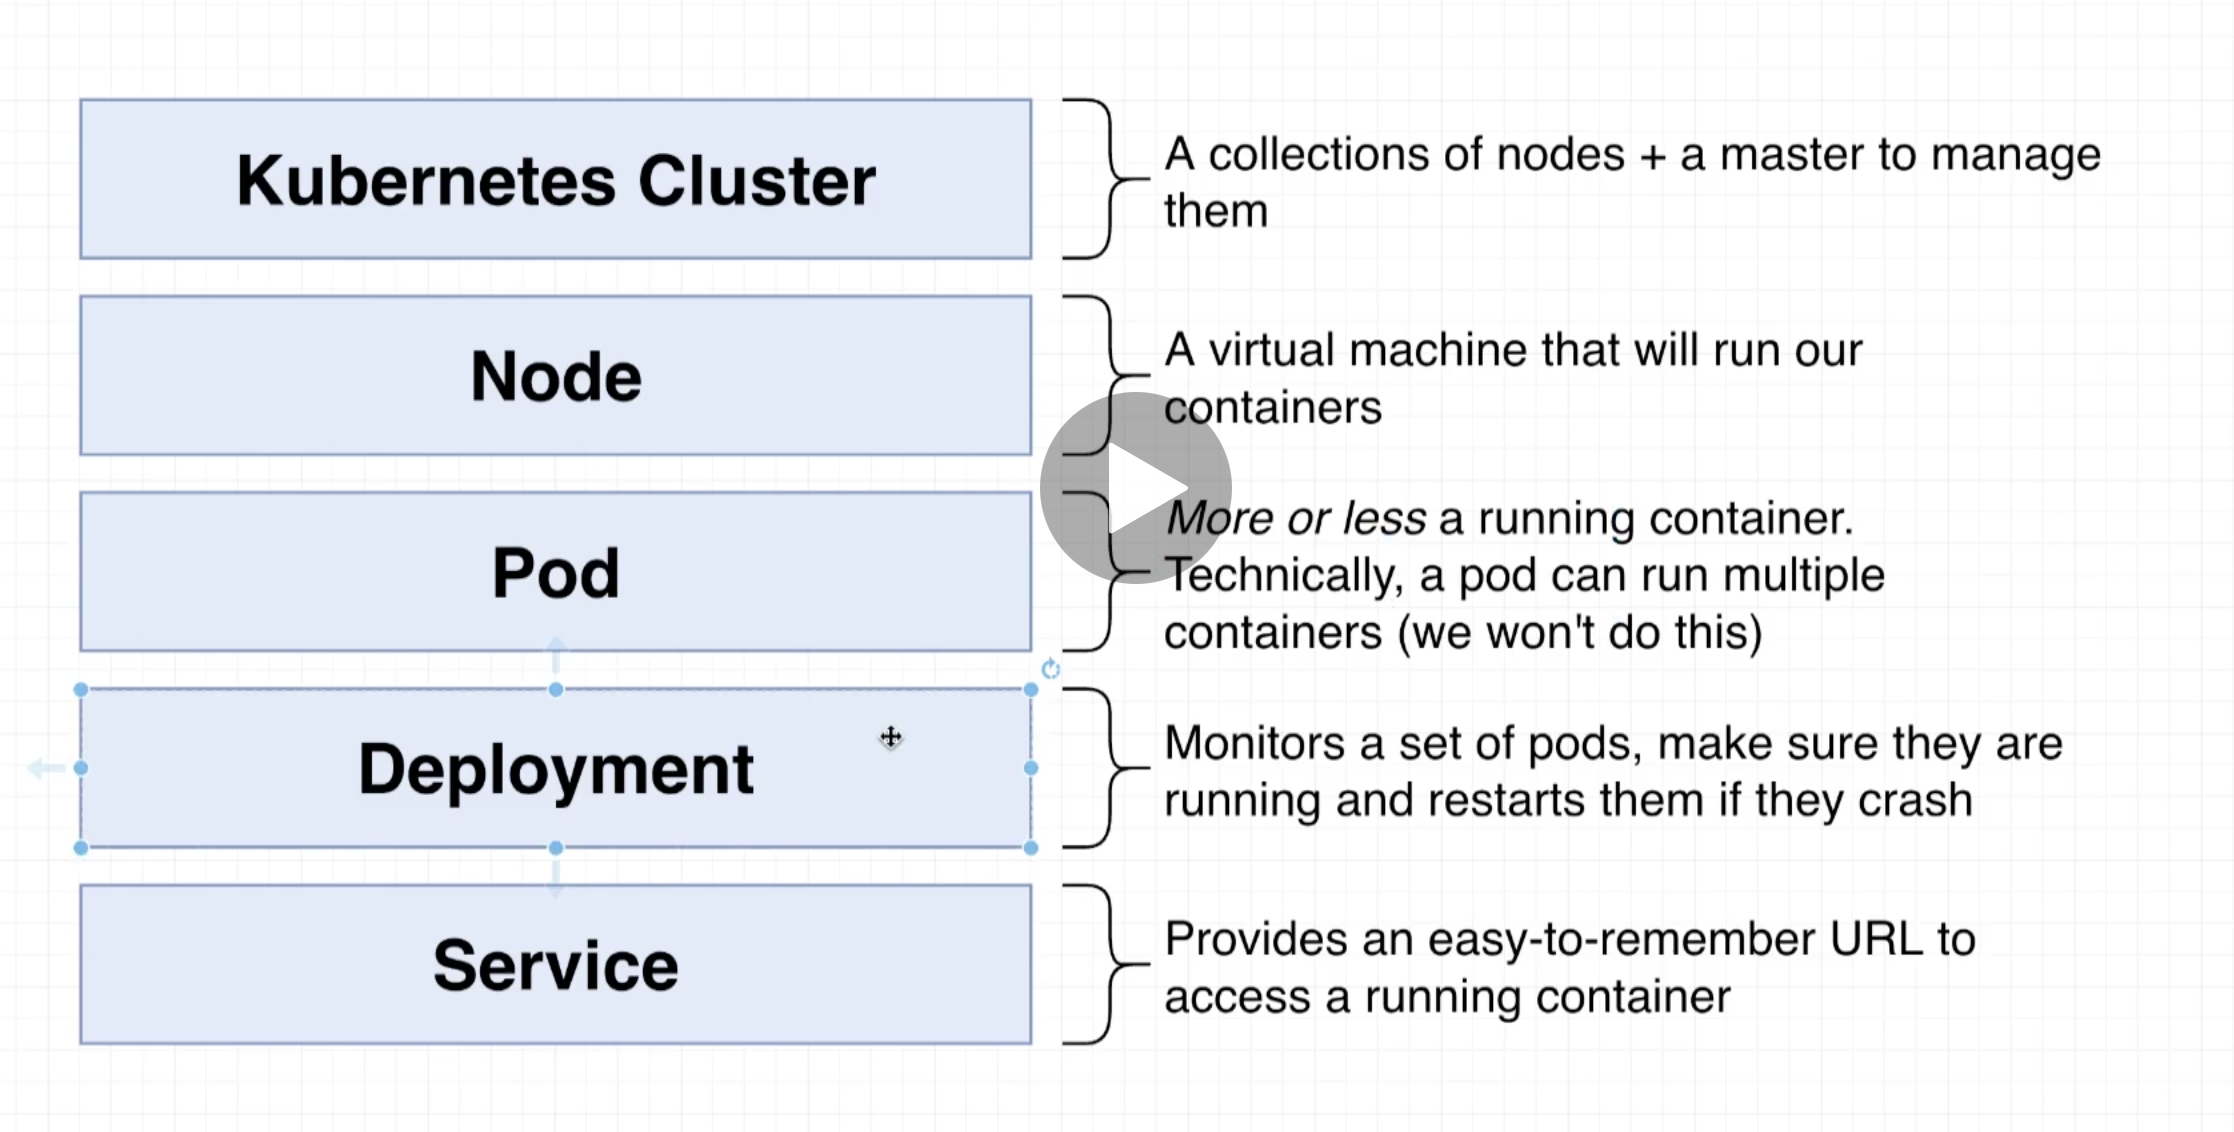 Kubernetes Cluster
A collections of nodes + a master to manage
them
Node
A virtual machine that will run our
containers
Pod
More or less a running container.
Technically, a pod can run multiple
containers (we won't do this)
Deployment
Monitors a set of pods, make sure they are
running and restarts them if they crash
Service
Provides an easy-to-remember URL to
access a running container